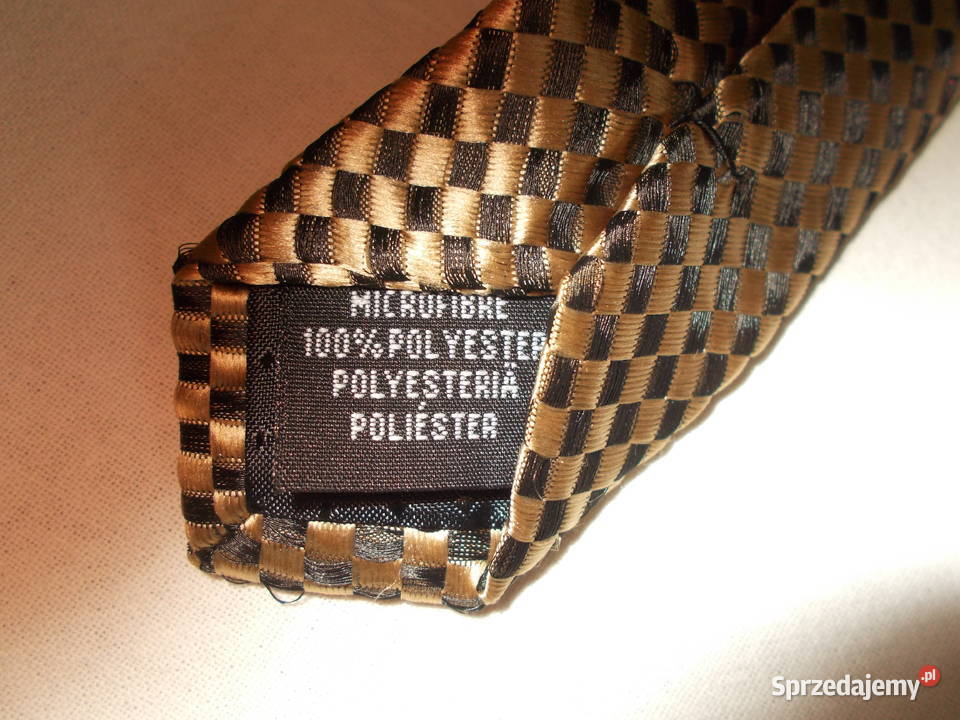 MICROFIBRE
100% POLYESTER
POLYESTERIÄ
POLIÉSTER
Sprzedajemy.pl